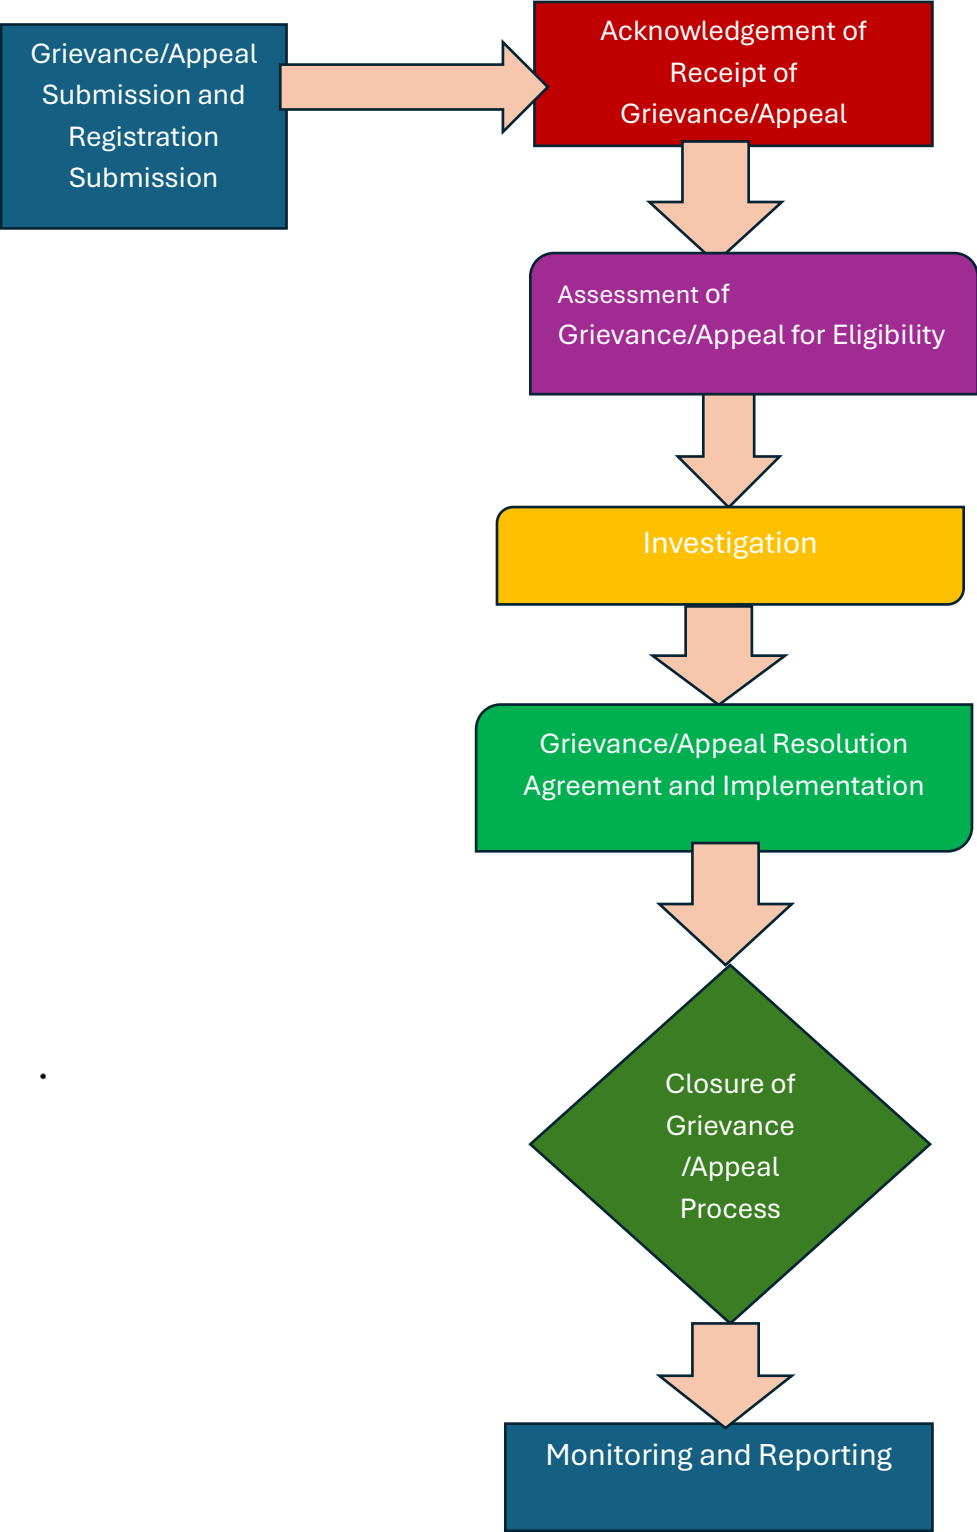 Grievance/Appeal
Submission and
Registration
Submission
Acknowledgement of
Receipt of
Grievance/Appeal
Assessment of
Grievance/Appeal for Eligibility
Investigation
Grievance/Appeal Resolution
Agreement and Implementation
Closure of
Grievance
/Appeal
Process
Monitoring and Reporting